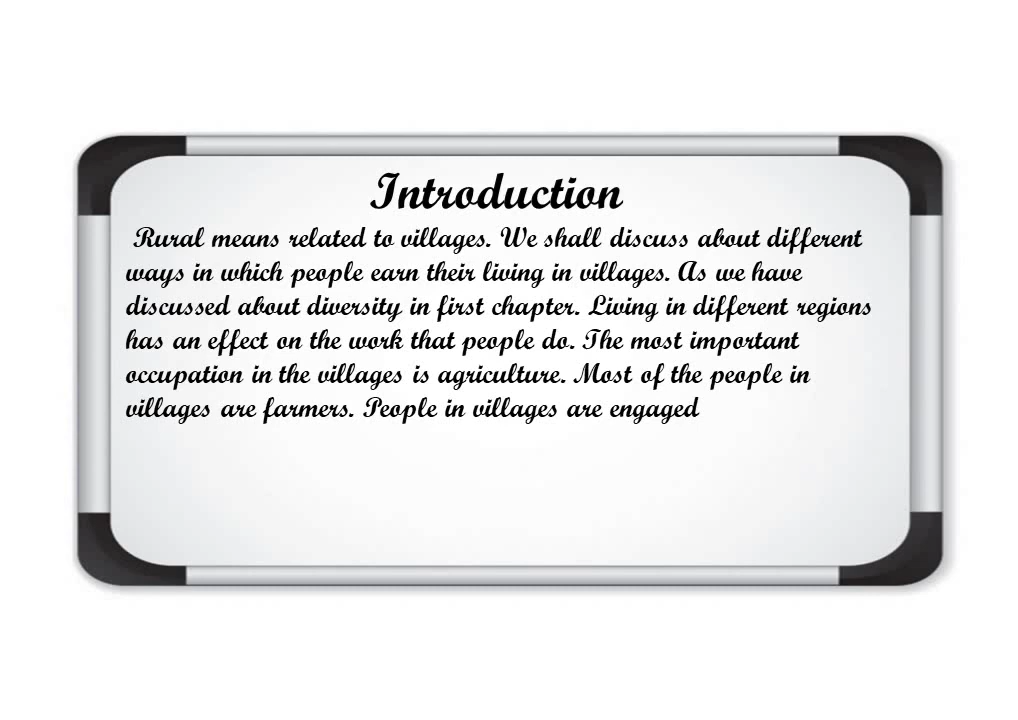 Introduction
Rural means related to villages. We shall discuss about different
ways in which people earn their living in villages. As we have
discussed about diversity in first chapter. Living in different regions
has an effect on the work that people do. The most important
occupation in the villages is agriculture. Most of the people in
villages are farmers. People in villages are engaged